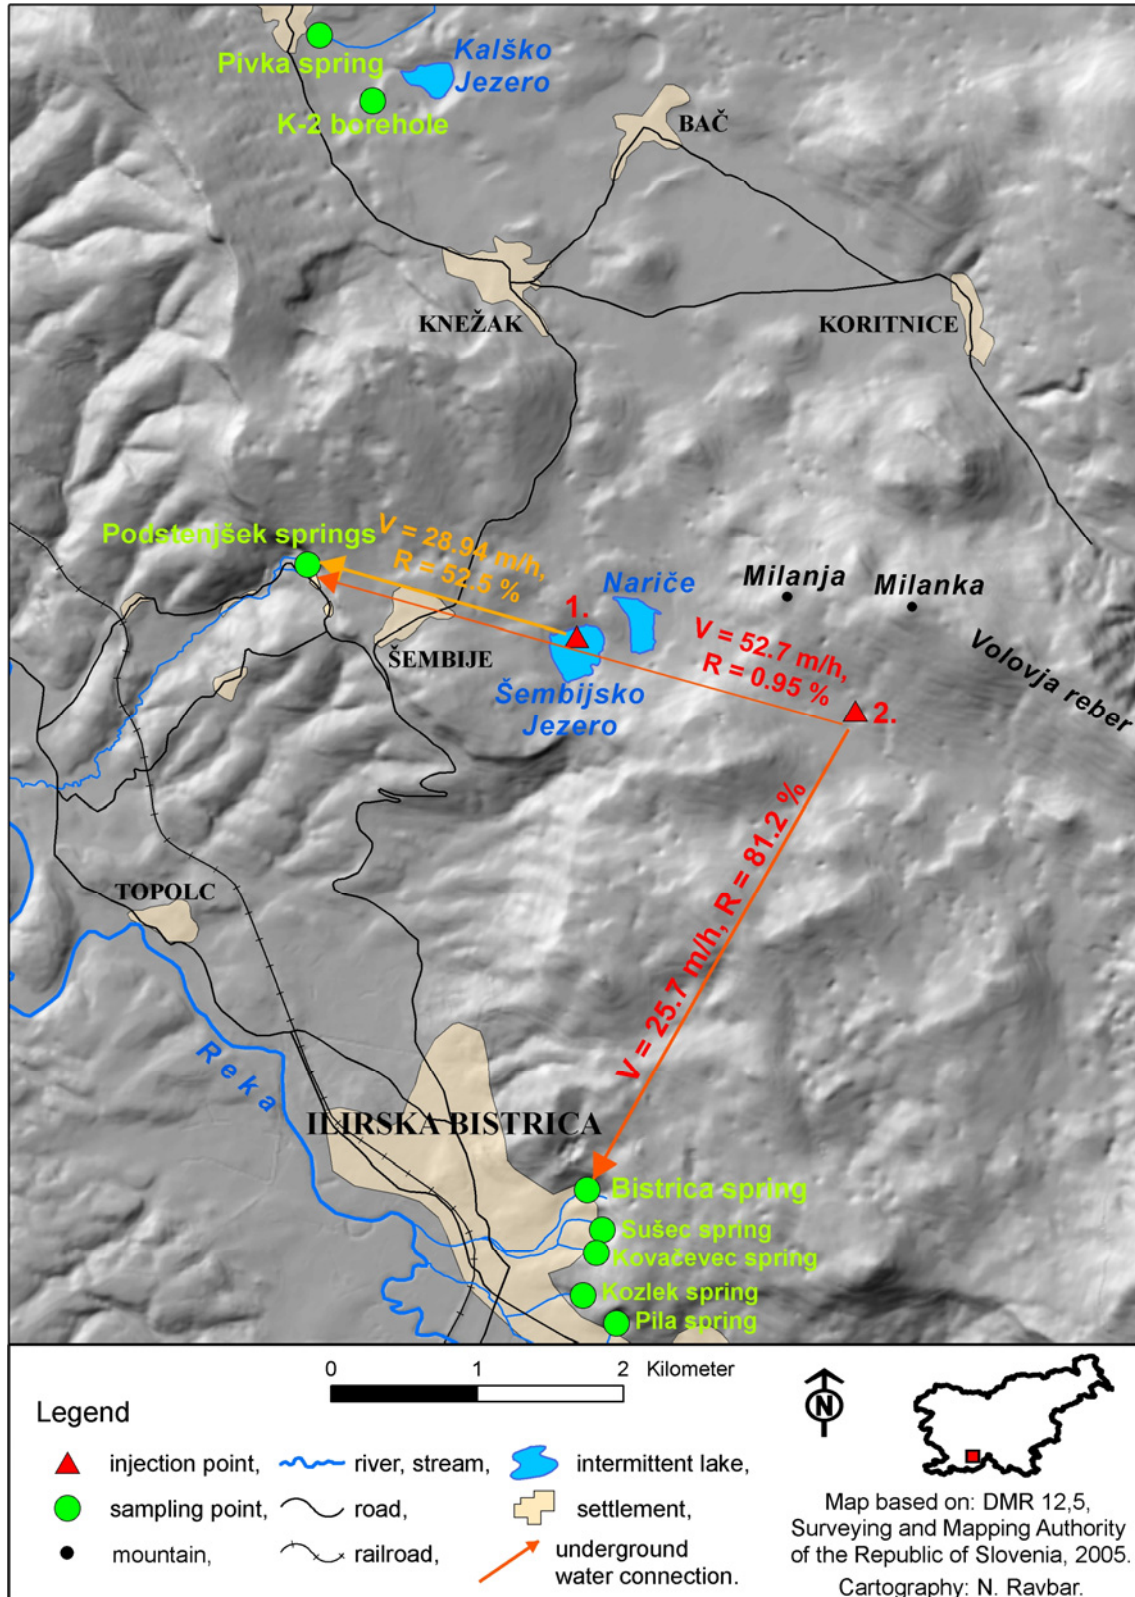 Pivka spring
Kalško
Jezero
K-2 borehole
BAČ
KNEŽAK
KORITNICE
Podstenjšek springs
V = 28.94 m/h,
R = 52.5 %
1.
Nariče
Milanja
Milanka
Volovja reber
ŠEMBIJE
Šembijsko
Jezero
V = 52.7 m/h,
R = 0.95 %
2.
V = 25.7 m/h, R = 81.2 %
TOPOLC
Reka
ILIRSKA BISTRICA
Bistrica spring
Sušec spring
Kovačevec spring
Kozlek spring
Pila spring
0 1 2 Kilometer
N
Legend
injection point,
river, stream,
intermittent lake,
sampling point,
road,
settlement,
mountain,
railroad,
underground
water connection.
Map based on: DMR 12,5,
Surveying and Mapping Authority
of the Republic of Slovenia, 2005.
Cartography: N. Ravbar.